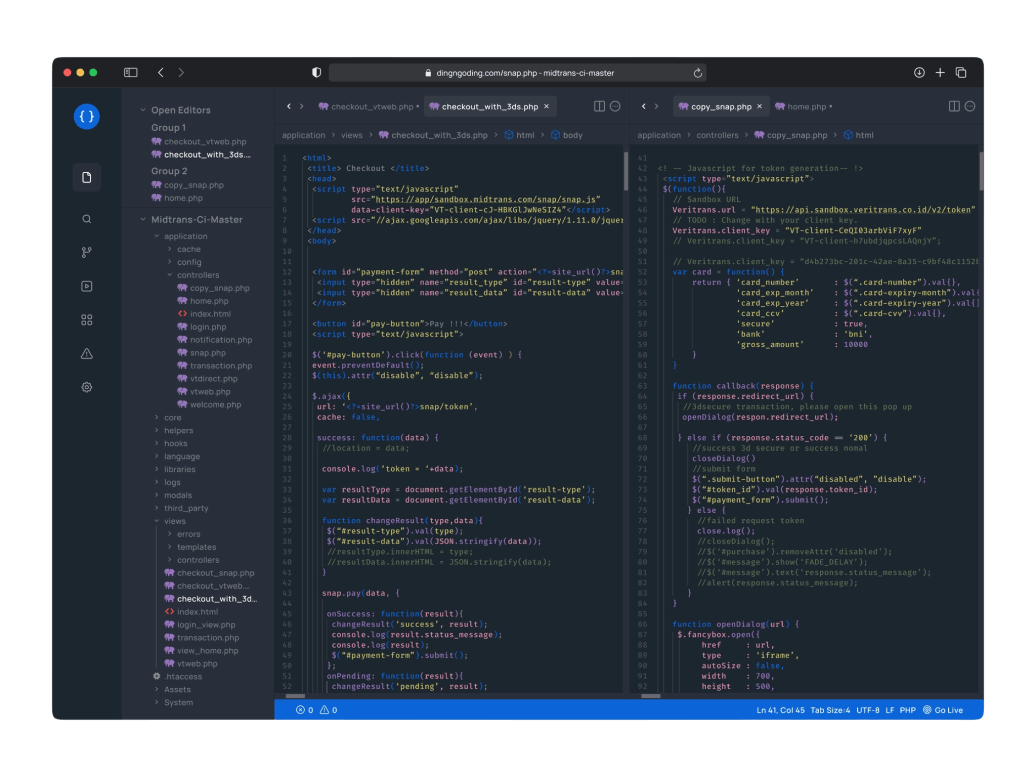 dingngoding.com/snap.php - midtrans-ci-master
{ }
Open Editors
Group 1
checkout_vtweb.php
checkout_with_3ds....
Group 2
copy_snap.php
home.php
Midtrans-Ci-Master
application
cache
config
controllers
copy_snap.php
home.php
index.html
login.php
notification.php
snap.php
transaction.php
vtdirect.php
vtweb.php
welcome.php
core
helpers
hooks
language
libraries
logs
modals
third_party
views
errors
templates
controllers
checkout_snap.php
checkout_vtweb...
checkout_with_3d...
index.html
login_view.php
transaction.php
view_home.php
vtweb.php
.htaccess
Assets
System
checkout_vtweb.php • checkout_with_3ds.php ×
application > views > checkout_with_3ds.php > html > body
1 <html>
2 <title> Checkout </title>
3 <head>
4 <script type="text/javascript"
5 src="https://app/sandbox.midtrans.com/snap/snap.js"
6 data-client-key="VT-client-cJ-H8KGlJwNeSIZ4"</script>
7 <script src="//ajax.googleapis.com/ajax/libs/jquery/1.11.0/jquer
8 </head>
9 <body>
10
11
12 <form id="payment-form" method="post" action="<?=site_url()?>sna
13 <input type="hidden" name="result_type" id="result-type" value=
14 <input type="hidden" name="result_data" id="result-data" value=
15 </form>
16
17 <button id="pay-button">Pay !!!</button>
18 <script type="text/javascript">
19
20 $('#pay-button').click(function (event) ) {
21 event.preventDefault();
22 $(this).attr("disable", "disable");
23
24 $.ajax({
25 url: '<?=site_url()?>snap/token',
26 cache: false,
27
28 success: function(data) {
29 //location = data;
30
31 console.log('token = '+data);
32
33 var resultType = document.getElementById('result-type');
34 var resultData = document.getElementById('result-data');
35
36 function changeResult(type,data){
37 $("#result-type").val(type);
38 $("#result-data").val(JSON.stringify(data));
39 //resultType.innerHTML = type;
40 //resultData.innerHTML = JSON.stringify(data);
41 }
42
43 snap.pay(data, {
44
45 onSuccess: function(result){
46 changeResult('success', result);
47 console.log(result.status_message);
48 console.log(result);
49 $("#payment-form").submit();
50 };
51 onPending: function(result){
52 changeResult('pending', result);
copy_snap.php × home.php •
application > controllers > copy_snap.php > html
41
42 <! -- Javascript for token generation-- !>
43 <script type="text/javascript">
44 $(function(){
45 // Sandbox URL
46 Veritrans.url = "https://api.sandbox.veritrans.co.id/v2/token"
47 // TODO : Change with your client key.
48 Veritrans.client_key = "VT-client-CeQI03arbViF7xyF"
49 // Veritrans.client_key = "VT-client-h7ubdjqpcsLAQnjY";
50
51 // Veritrans.client_key = "d4b273bc-201c-42ae-8a35-c9bf48c1152b
52 var card = function() {
53 return { 'card_number' : $(".card-number").val{},
54 'card_exp_month' : $(".card-expiry-month").val{
55 'card_exp_year' : $(".card-expiry-year").val{},
56 'card_ccv' : $(".card-cvv").val{},
57 'secure' : true,
58 'bank' : 'bni',
59 'gross_amount' : 10000
60 }
61 }
62
63 function callback(response) {
64 if (response.redirect_url) {
65 //3dsecure transaction, please open this pop up
66 openDialog(respon.redirect_url);
67
68 } else if (response.status_code == '200') {
69 //success 3d secure or success nomal
70 closeDialog()
71 //submit form
72 $(".submit-button").attr("disabled", "disable");
73 $("#token_id").val(response.token_id);
74 $("#payment_form").submit();
75 } else {
76 //failed request token
77 close.log();
78 //closeDialog();
79 //$('#purchase').removeAttr('disabled');
80 //$('#message').show('FADE_DELAY');
81 //$('#message').text('response.status_message');
82 //alert(response.status_message);
83 }
84 }
85
86 function openDialog(url) {
87 $.fancybox.open({
88 href : url,
89 type : 'iframe',
90 autoSize : false,
91 width : 700,
92 height : 500,
0 0 Ln 41, Col 45 Tab Size:4 UTF-8 LF PHP Go Live